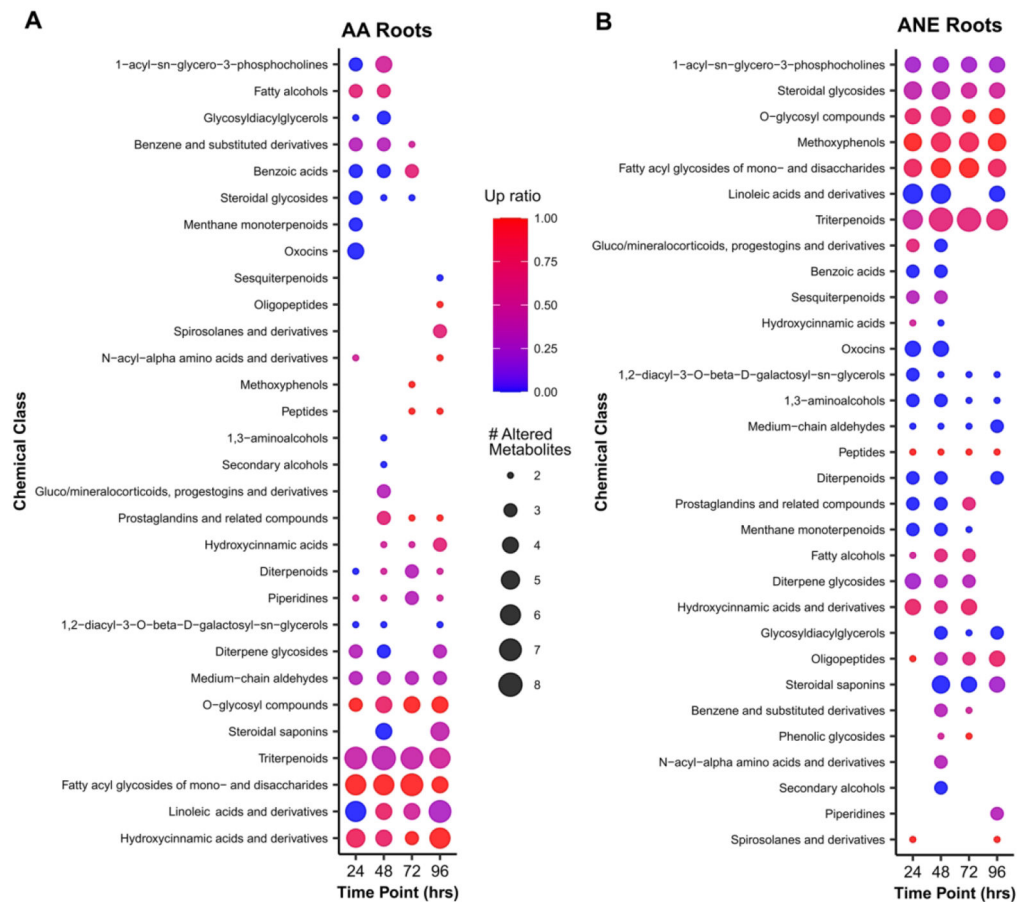 A
AA Roots
Chemical Class
1-acyl-sn-glycero-3-phosphocholines
Fatty alcohols
Glycosyldiacylglycerols
Benzene and substituted derivatives
Benzoic acids
Steroidal glycosides
Menthane monoterpenoids
Oxocins
Sesquiterpenoids
Oligopeptides
Spirosolanes and derivatives
N-acyl-alpha amino acids and derivatives
Methoxyphenols
Peptides
1,3-aminoalcohols
Secondary alcohols
Gluco/mineralocorticoids, progestogins and derivatives
Prostaglandins and related compounds
Hydroxycinnamic acids
Diterpenoids
Piperidines
1,2-diacyl-3-O-beta-D-galactosyl-sn-glycerols
Diterpene glycosides
Medium-chain aldehydes
O-glycosyl compounds
Steroidal saponins
Triterpenoids
Fatty acyl glycosides of mono- and disaccharides
Linoleic acids and derivatives
Hydroxycinnamic acids and derivatives
24 48 72 96
Time Point (hrs)
Up ratio
1.00
0.75
0.50
0.25
0.00
# Altered
Metabolites
2
3
4
5
6
7
8
B
ANE Roots
Chemical Class
1-acyl-sn-glycero-3-phosphocholines
Steroidal glycosides
O-glycosyl compounds
Methoxyphenols
Fatty acyl glycosides of mono- and disaccharides
Linoleic acids and derivatives
Triterpenoids
Gluco/mineralocorticoids, progestogins and derivatives
Benzoic acids
Sesquiterpenoids
Hydroxycinnamic acids
Oxocins
1,2-diacyl-3-O-beta-D-galactosyl-sn-glycerols
1,3-aminoalcohols
Medium-chain aldehydes
Peptides
Diterpenoids
Prostaglandins and related compounds
Menthane monoterpenoids
Fatty alcohols
Diterpene glycosides
Hydroxycinnamic acids and derivatives
Glycosyldiacylglycerols
Oligopeptides
Steroidal saponins
Benzene and substituted derivatives
Phenolic glycosides
N-acyl-alpha amino acids and derivatives
Secondary alcohols
Piperidines
Spirosolanes and derivatives
24 48 72 96
Time Point (hrs)